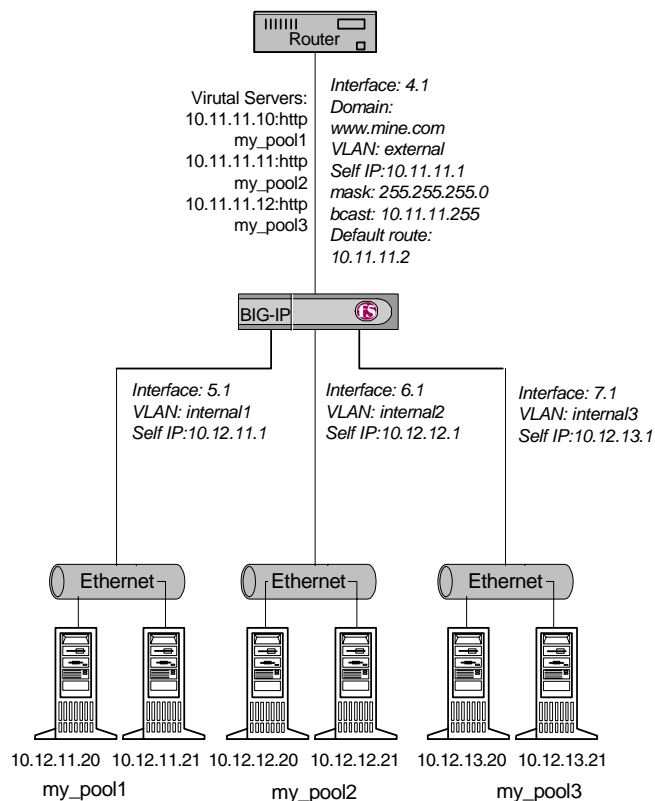 Router
Virutal Servers:
10.11.11.10:http
my_pool1
10.11.11.11:http
my_pool2
10.11.11.12:http
my_pool3
Interface: 4.1
Domain:
www.mine.com
VLAN: external
Self IP:10.11.11.1
mask: 255.255.255.0
bcast: 10.11.11.255
Default route:
10.11.11.2
BIG-IP
f5
Interface: 5.1
VLAN: internal1
Self IP:10.12.11.1
Interface: 6.1
VLAN: internal2
Self IP:10.12.12.1
Interface: 7.1
VLAN: internal3
Self IP:10.12.13.1
Ethernet
Ethernet
Ethernet
10.12.11.20 10.12.11.21 10.12.12.20 10.12.12.21 10.12.13.20 10.12.13.21
my_pool1 my_pool2 my_pool3